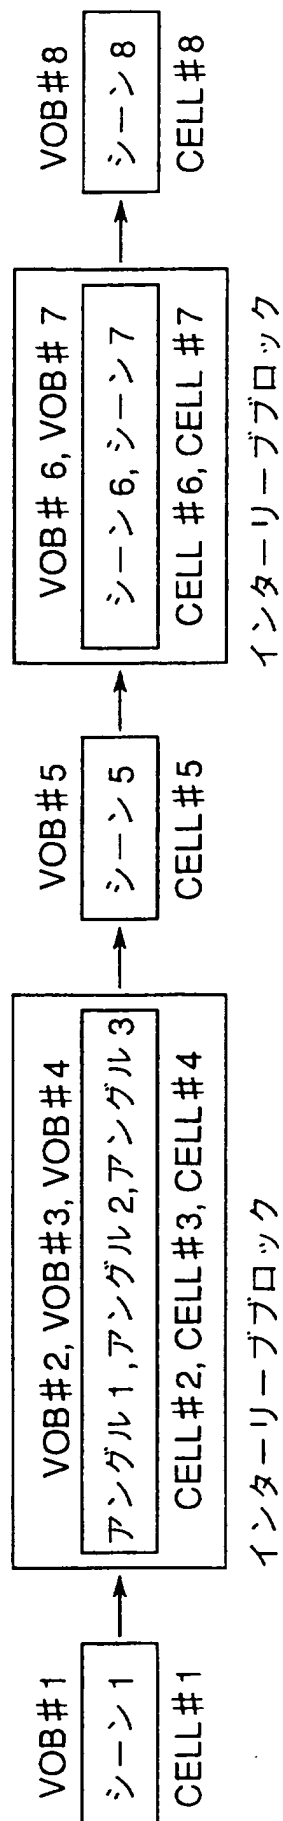 VOB#1
シーン1
CELL#1
VOB#2, VOB#3, VOB#4
アングル1,アングル2,アングル3
CELL#2, CELL#3, CELL#4
インターリーブブロック
VOB#5
シーン5
CELL#5
VOB# 6, VOB# 7
シーン6,シーン7
CELL #6, CELL #7
インターリーブブロック
VOB#8
シーン8
CELL#8